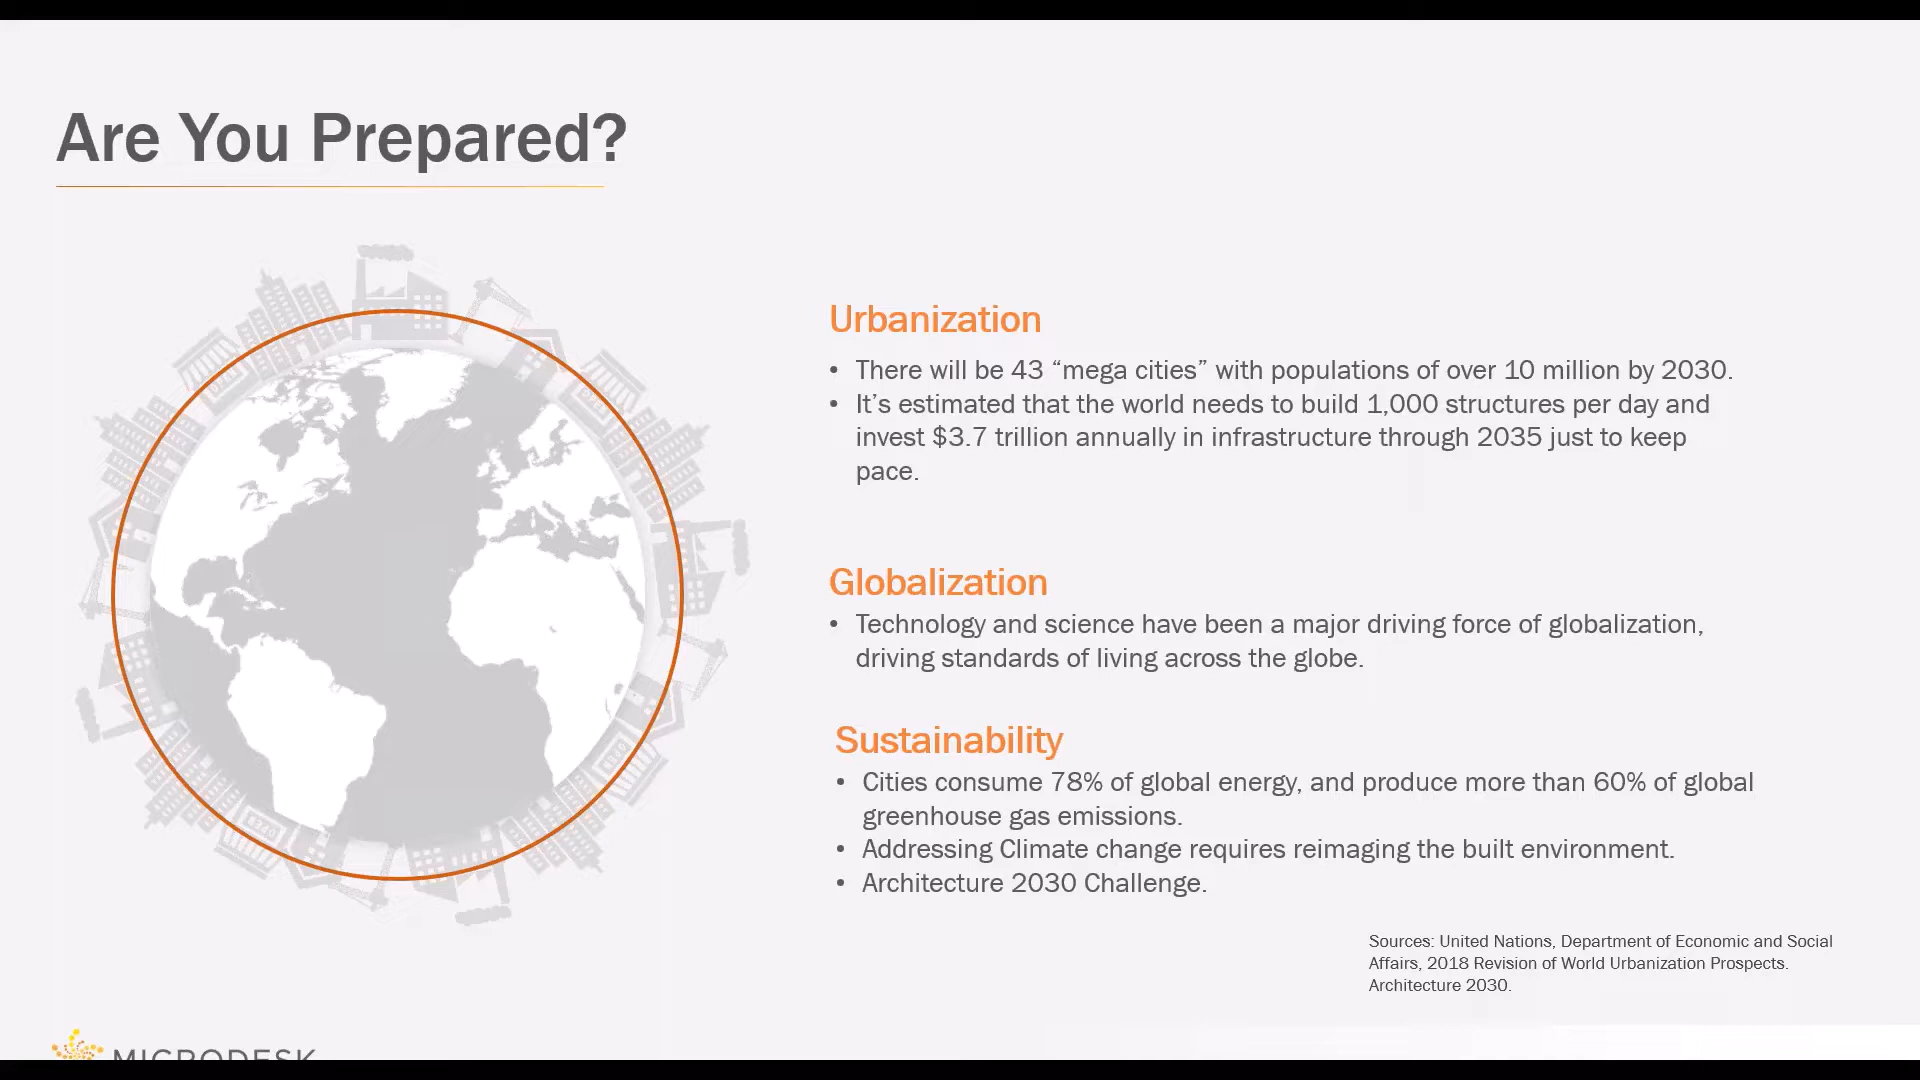 Are You Prepared?
Urbanization
• There will be 43 “mega cities” with populations of over 10 million by 2030.
• It’s estimated that the world needs to build 1,000 structures per day and
invest $3.7 trillion annually in infrastructure through 2035 just to keep
pace.
Globalization
• Technology and science have been a major driving force of globalization,
driving standards of living across the globe.
Sustainability
• Cities consume 78% of global energy, and produce more than 60% of global
greenhouse gas emissions.
• Addressing Climate change requires reimaging the built environment.
• Architecture 2030 Challenge.
Sources: United Nations, Department of Economic and Social
Affairs, 2018 Revision of World Urbanization Prospects.
Architecture 2030.
MICRODESK